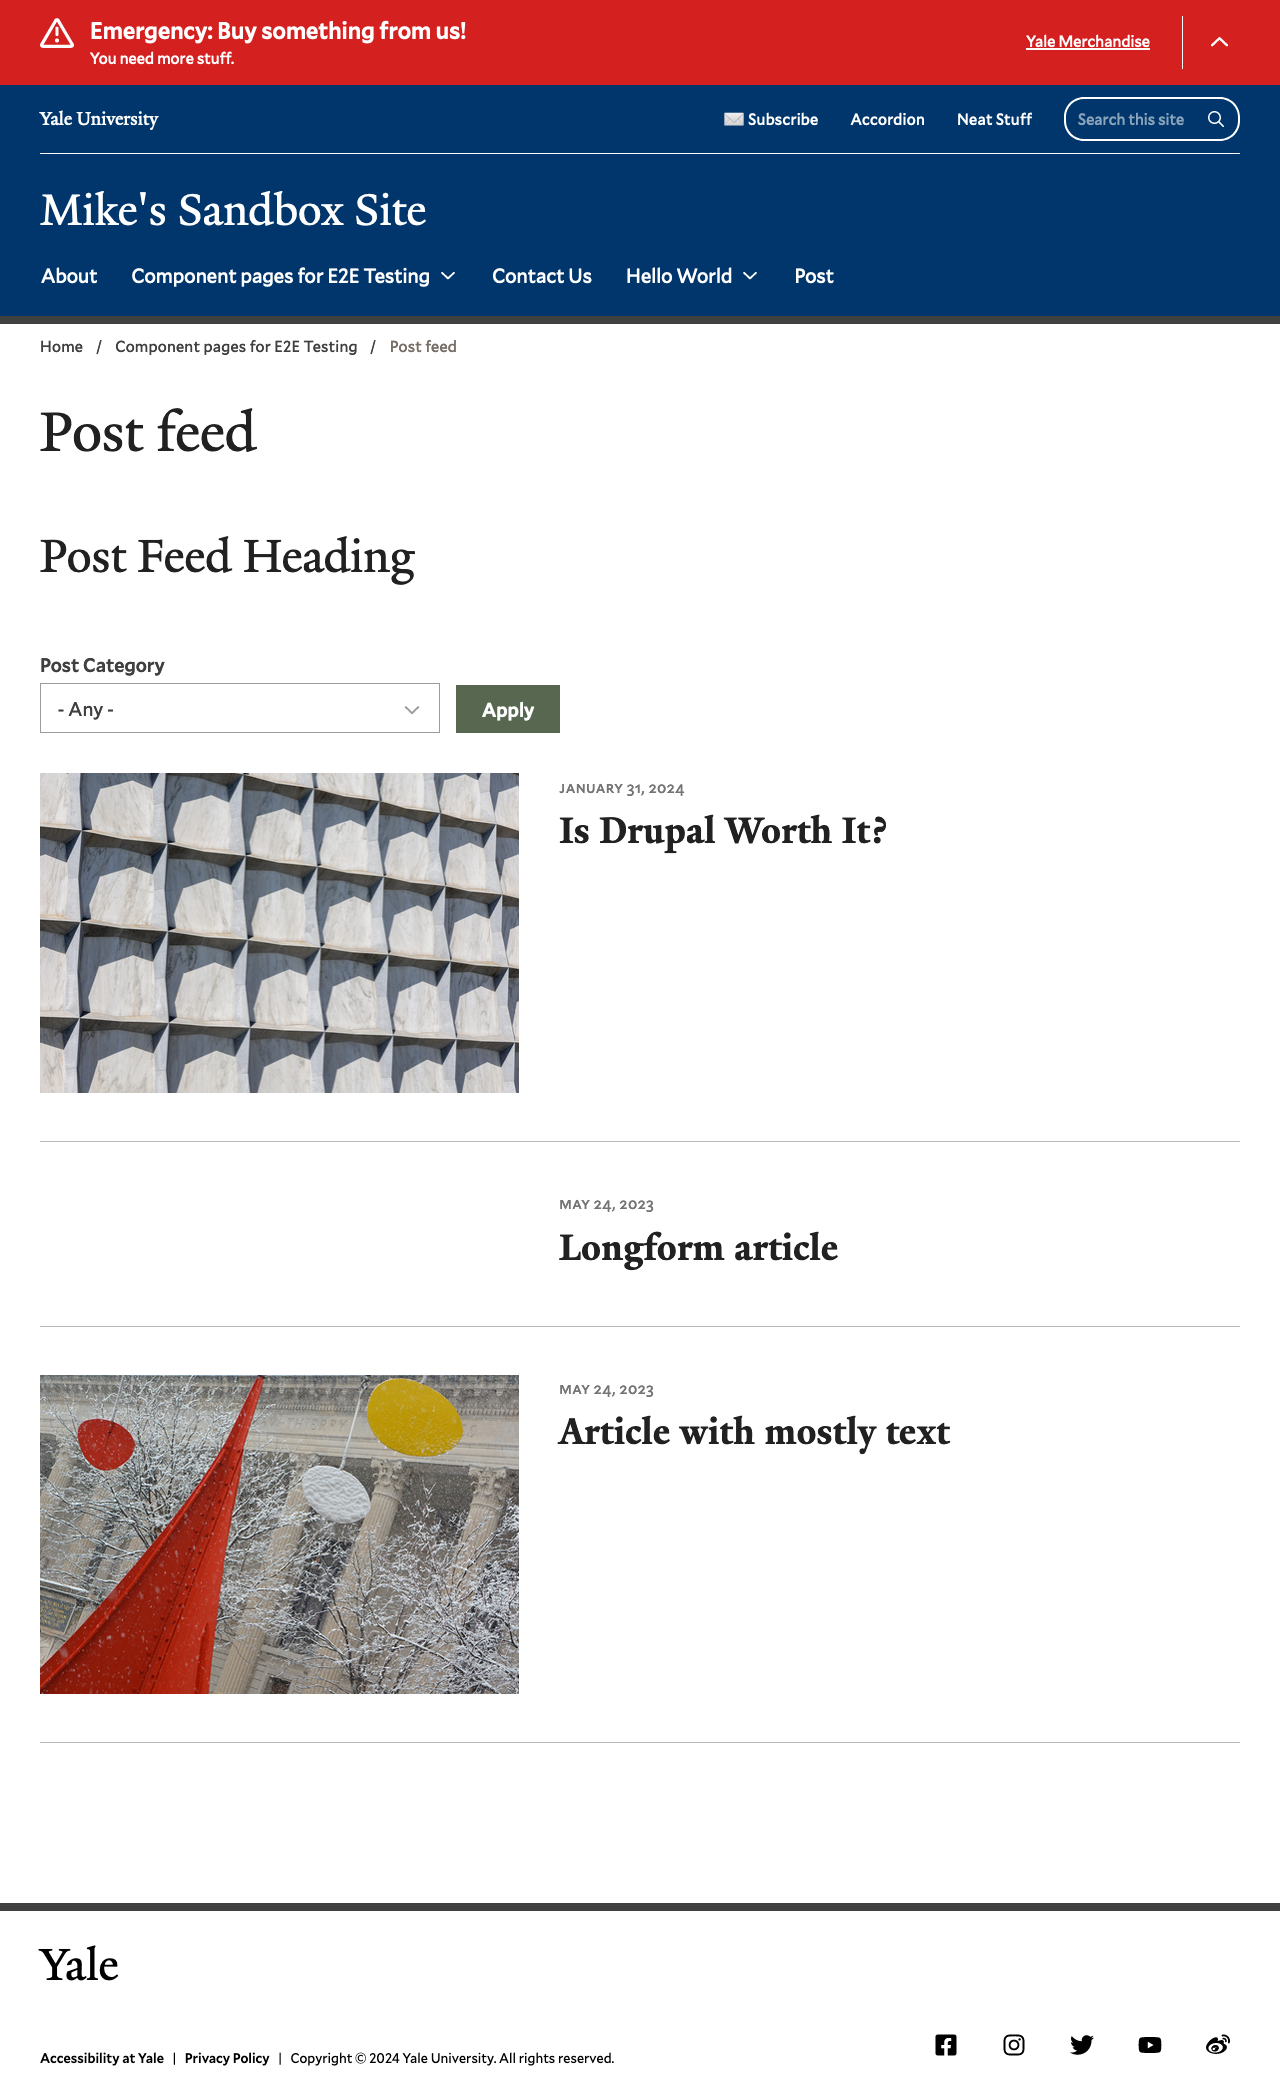 Emergency: Buy something from us!
You need more stuff.
Yale Merchandise
Yale University
Subscribe
Accordion
Neat Stuff
Search this site
Mike's Sandbox Site
About
Component pages for E2E Testing
Contact Us
Hello World
Post
Home / Component pages for E2E Testing / Post feed
Post feed
Post Feed Heading
Post Category
- Any -
Apply
JANUARY 31, 2024
Is Drupal Worth It?
MAY 24, 2023
Longform article
MAY 24, 2023
Article with mostly text
Yale
Accessibility at Yale | Privacy Policy | Copyright © 2024 Yale University. All rights reserved.